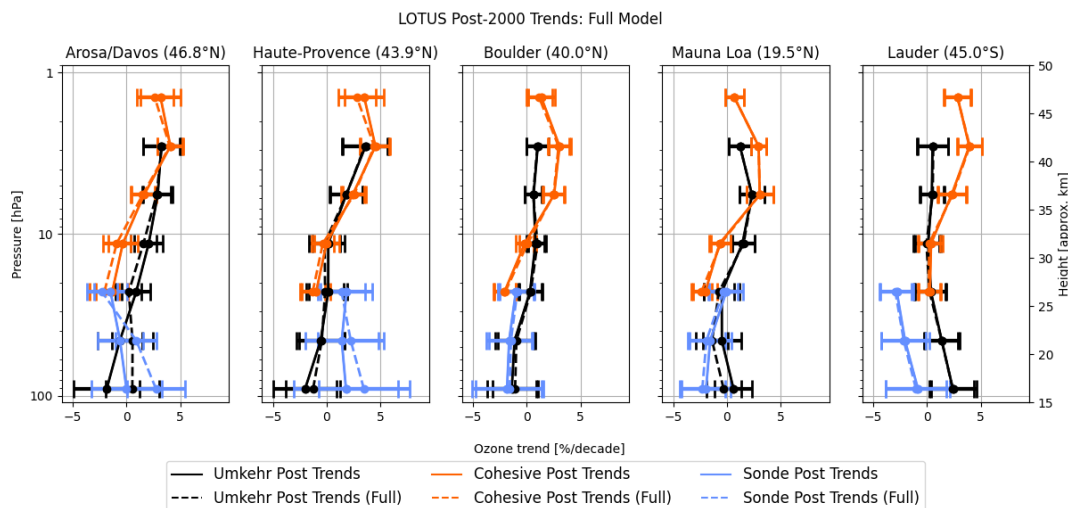 LOTUS Post-2000 Trends: Full Model
Arosa/Davos (46.8°N) Haute-Provence (43.9°N) Boulder (40.0°N) Mauna Loa (19.5°N) Lauder (45.0°S)
1 50
45
40
35
10 30
25
20
100 15
Pressure [hPa]
Height [approx. km]
−5 0 5 −5 0 5 −5 0 5 −5 0 5 −5 0 5
Ozone trend [%/decade]
Umkehr Post Trends Cohesive Post Trends Sonde Post Trends
Umkehr Post Trends (Full) Cohesive Post Trends (Full) Sonde Post Trends (Full)